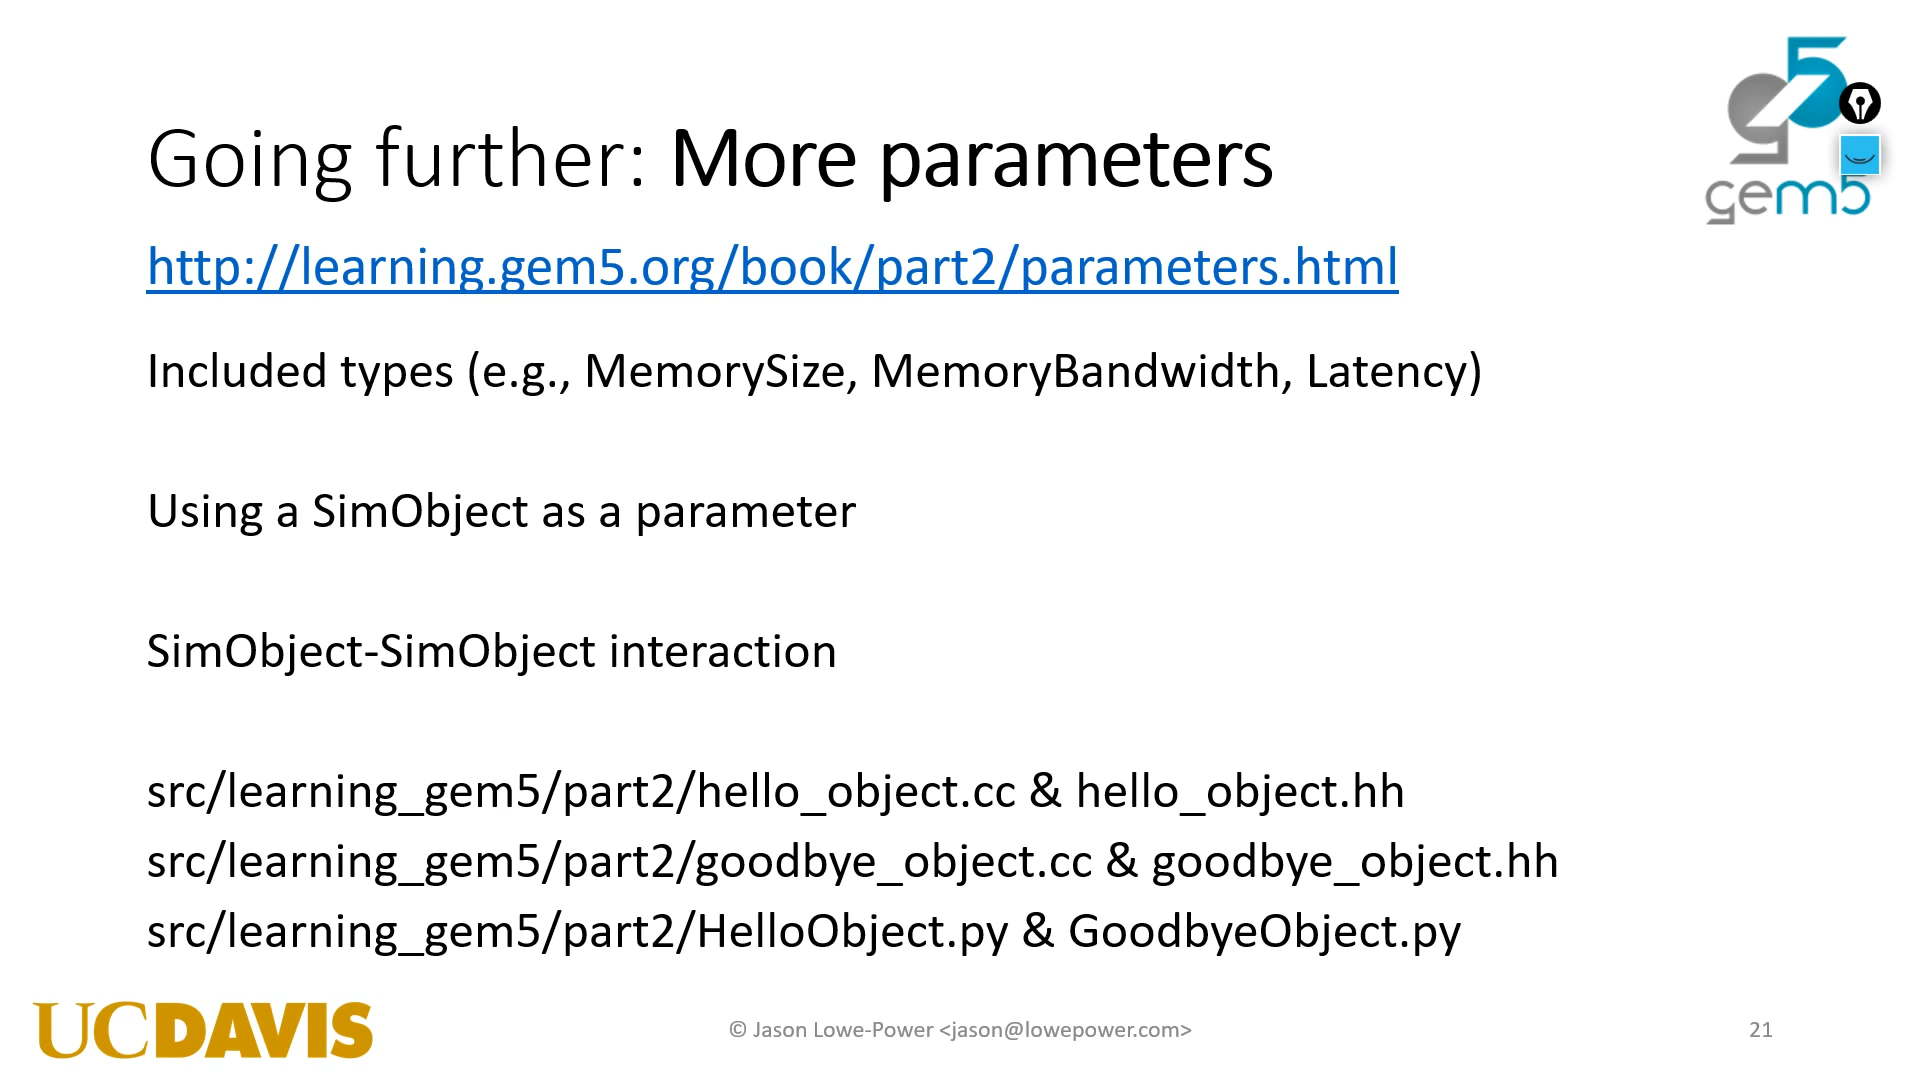 Going further: More parameters
http://learning.gem5.org/book/part2/parameters.html
Included types (e.g., MemorySize, MemoryBandwidth, Latency)
Using a SimObject as a parameter
SimObject-SimObject interaction
src/learning_gem5/part2/hello_object.cc & hello_object.hh
src/learning_gem5/part2/goodbye_object.cc & goodbye_object.hh
src/learning_gem5/part2/HelloObject.py & GoodbyeObject.py
g5
gem5
UCDAVIS
© Jason Lowe-Power <jason@lowepower.com>
21